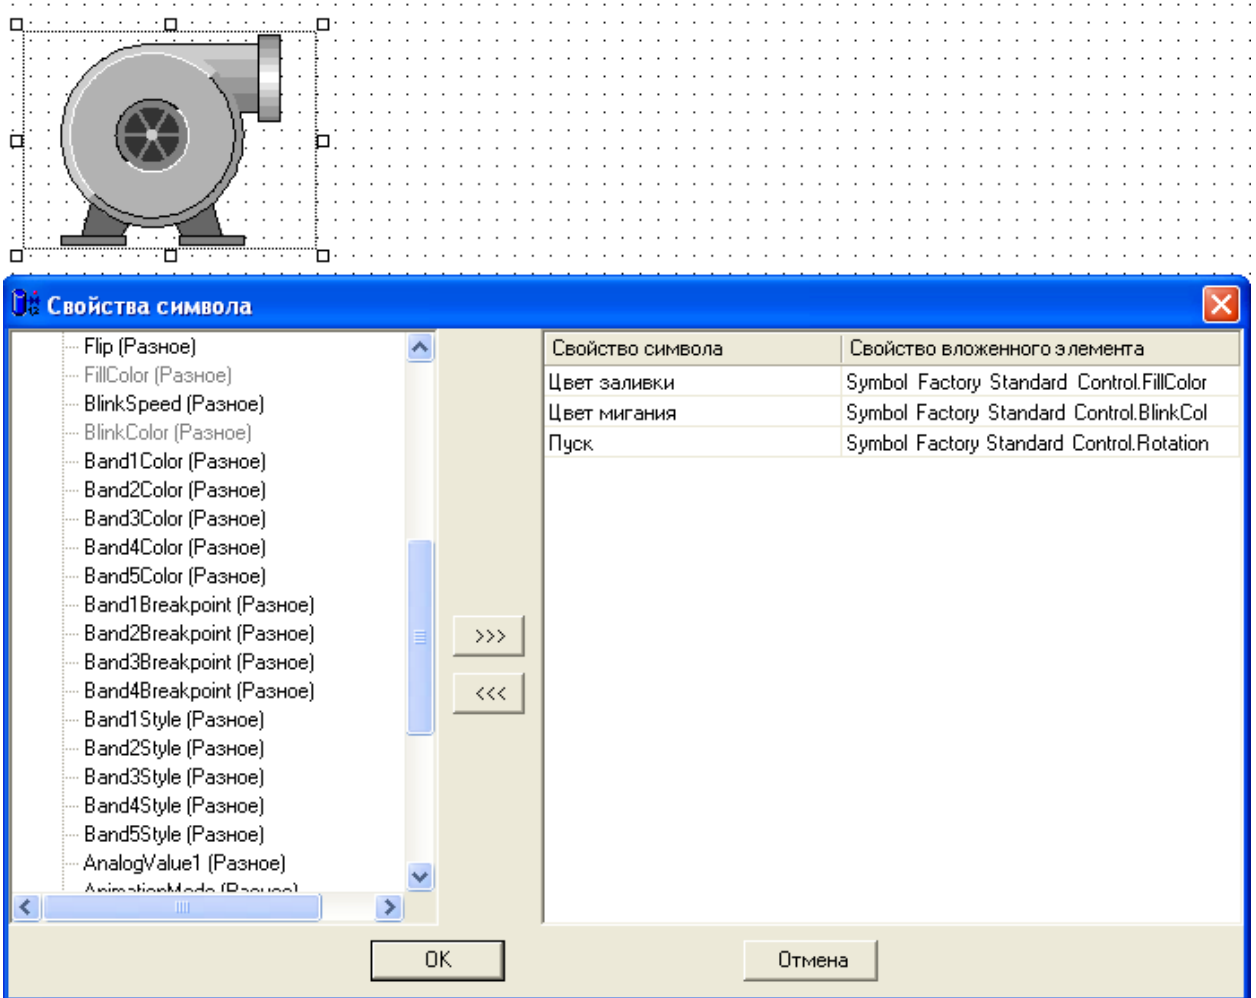 Свойства символа
Flip (Разное)
FillColor (Разное)
BlinkSpeed (Разное)
BlinkColor (Разное)
Band1Color (Разное)
Band2Color (Разное)
Band3Color (Разное)
Band4Color (Разное)
Band5Color (Разное)
Band1Breakpoint (Разное)
Band2Breakpoint (Разное)
Band3Breakpoint (Разное)
Band4Breakpoint (Разное)
Band1Style (Разное)
Band2Style (Разное)
Band3Style (Разное)
Band4Style (Разное)
Band5Style (Разное)
AnalogValue1 (Разное)
AnimationMode (Разное)
>>>
<<<
Свойство символа Свойство вложенного элемента
Цвет заливки Symbol Factory Standard Control.FillColor
Цвет мигания Symbol Factory Standard Control.BlinkCol
Пуск Symbol Factory Standard Control.Rotation
OK Отмена